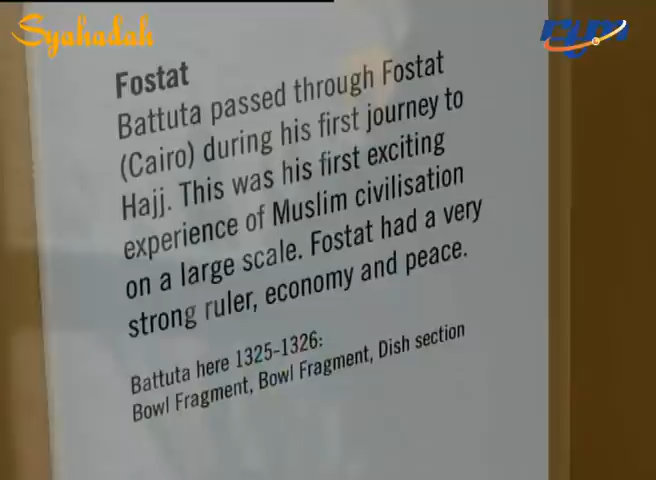 Syahadah
Fostat
Battuta passed through Fostat
(Cairo) during his first journey to
Hajj. This was his first exciting
experience of Muslim civilisation
on a large scale. Fostat had a very
strong ruler, economy and peace.
Battuta here 1325-1326:
Bowl Fragment, Bowl Fragment, Dish section